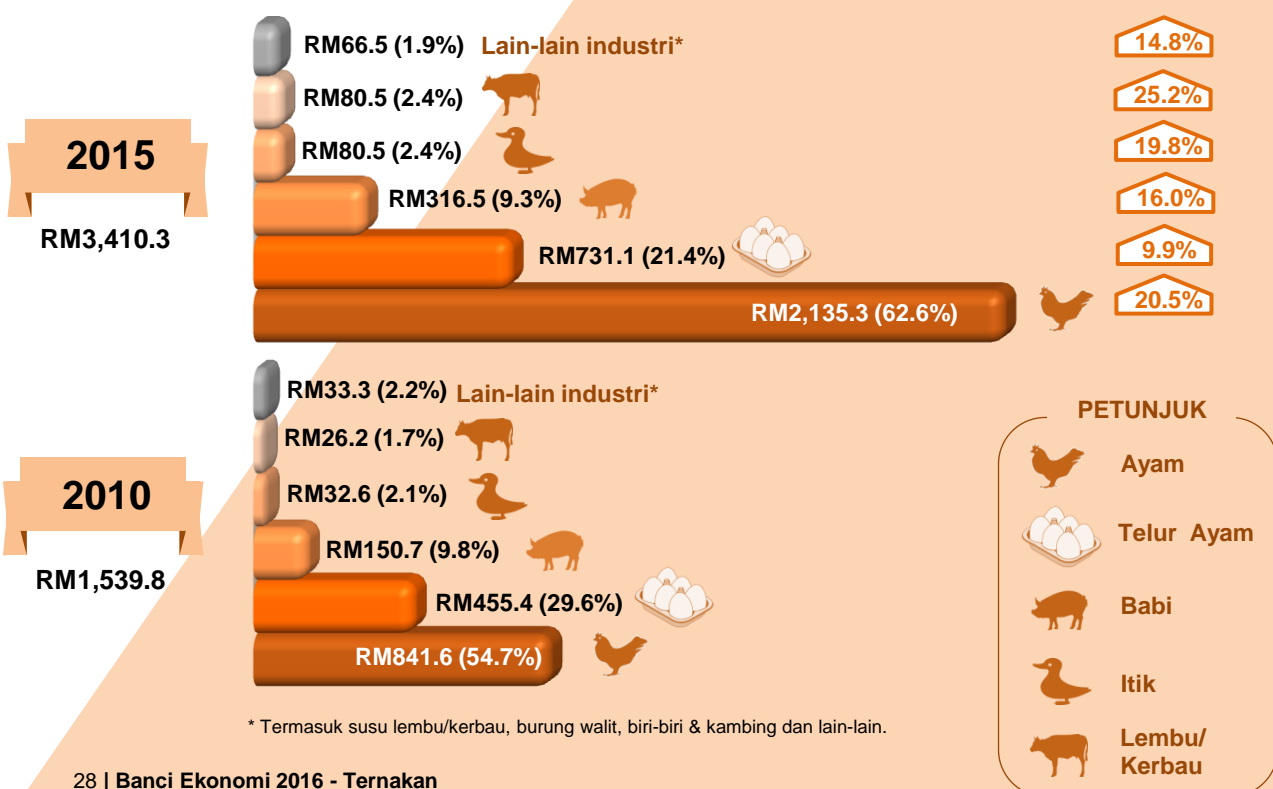 RM66.5 (1.9%) Lain-lain industri* 14.8%
RM80.5 (2.4%) 25.2%
2015
RM80.5 (2.4%) 19.8%
RM316.5 (9.3%) 16.0%
RM3,410.3
RM731.1 (21.4%) 9.9%
RM2,135.3 (62.6%) 20.5%
RM33.3 (2.2%) Lain-lain industri*
RM26.2 (1.7%)
2010
RM32.6 (2.1%)
RM150.7 (9.8%)
RM1,539.8
RM455.4 (29.6%)
RM841.6 (54.7%)
PETUNJUK
Ayam
Telur Ayam
Babi
Itik
Lembu/
Kerbau
* Termasuk susu lembu/kerbau, burung walit, biri-biri & kambing dan lain-lain.
28 | Banci Ekonomi 2016 - Ternakan